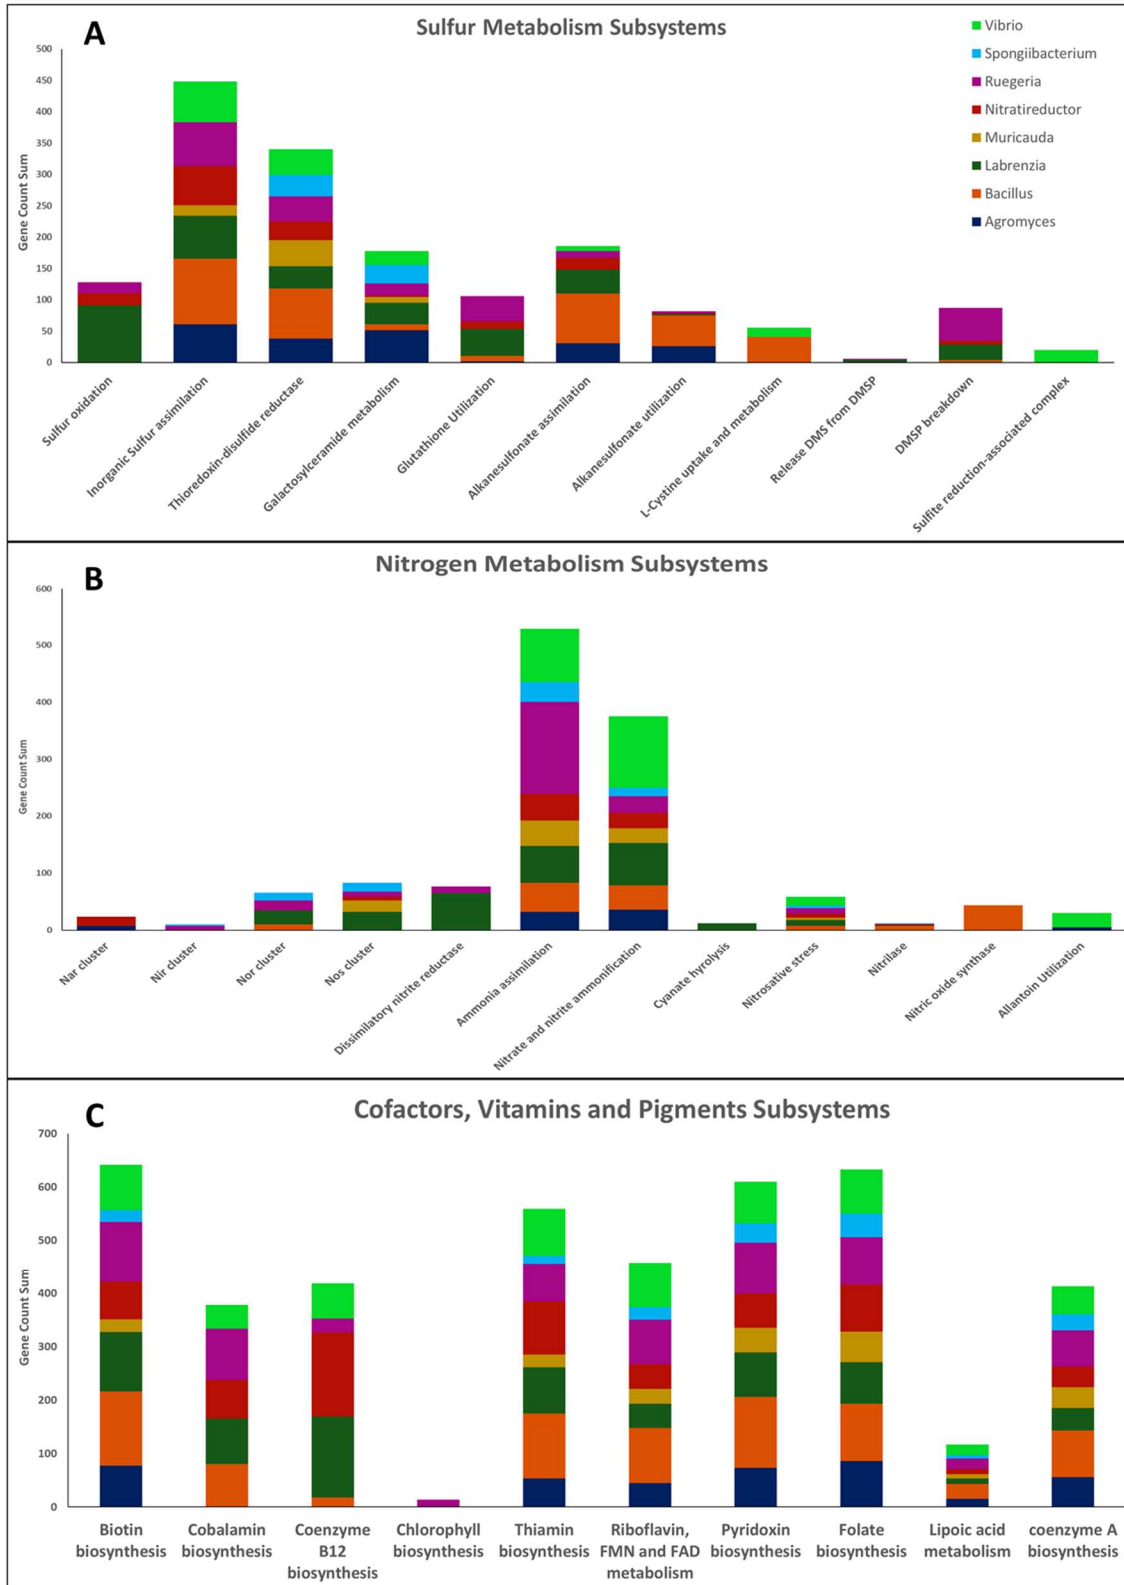 A
Sulfur Metabolism Subsystems
Vibrio
Spongiibacterium
Ruegeria
Nitratireductor
Muricauda
Labrenzia
Bacillus
Agromyces
Gene Count Sum
500
450
400
350
300
250
200
150
100
50
0
Sulfur oxidation
Inorganic Sulfur assimilation
Thioredoxin-disulfide reductase
Galactosylceramide metabolism
Glutathione Utilization
Alkanesulfonate assimilation
Alkanesulfonate utilization
L-Cystine uptake and metabolism
Release DMS from DMSP
DMSP breakdown
Sulfite reduction-associated complex
B
Nitrogen Metabolism Subsystems
Gene Count Sum
600
500
400
300
200
100
0
Nar cluster
Nir cluster
Nor cluster
Nos cluster
Dissimilatory nitrite reductase
Ammonia assimilation
Nitrate and nitrite ammonification
Cyanate hyrolysis
Nitrosative stress
Nitrilase
Nitric oxide synthase
Allantoin Utilization
C
Cofactors, Vitamins and Pigments Subsystems
Gene Count Sum
700
600
500
400
300
200
100
0
Biotin
biosynthesis
Cobalamin
biosynthesis
Coenzyme
B12
biosynthesis
Chlorophyll
biosynthesis
Thiamin
biosynthesis
Riboflavin,
FMN and FAD
metabolism
Pyridoxin
biosynthesis
Folate
biosynthesis
Lipoic acid
metabolism
coenzyme A
biosynthesis